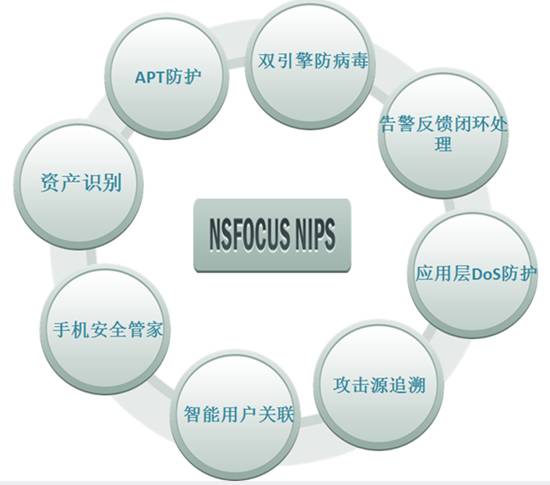 双引擎防病毒
APT防护
告警反馈闭环处
理
资产识别
NSFOCUS NIPS
应用层DoS防护
手机安全管家
攻击源追溯
智能用户关联